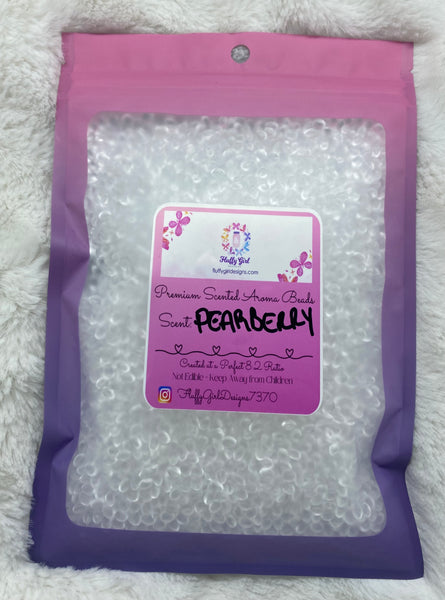 Fluffy Girl
fluffygirldesigns.com
Premium Scented Aroma Beads
Scent: PEARBERRY
Created at a Perfect 8:2 Ratio
Not Edible - Keep Away from Children
FluffyGirlDesigns7370